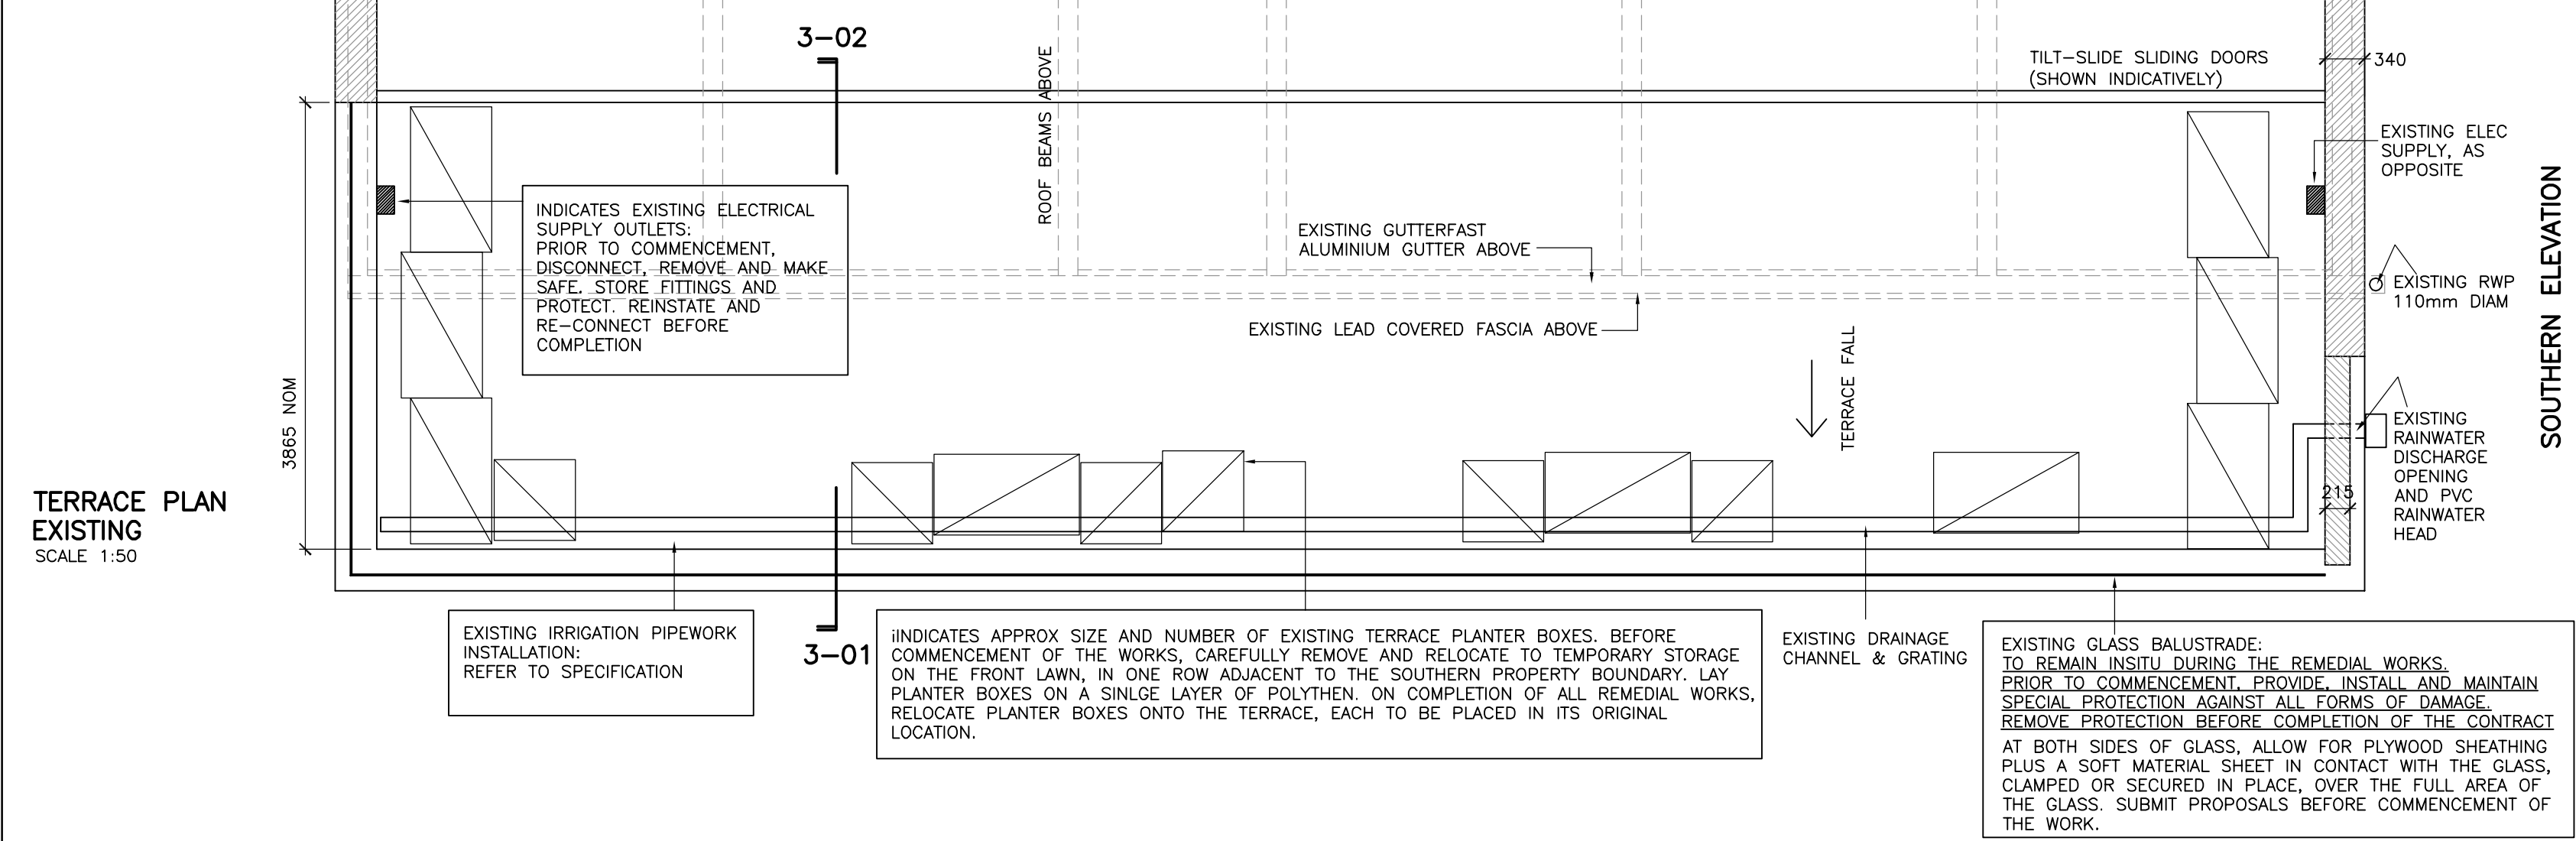 3-02
ROOF BEAMS ABOVE
TILT-SLIDE SLIDING DOORS
(SHOWN INDICATIVELY)
340
EXISTING ELEC
SUPPLY, AS
OPPOSITE
SOUTHERN ELEVATION
INDICATES EXISTING ELECTRICAL
SUPPLY OUTLETS:
PRIOR TO COMMENCEMENT,
DISCONNECT, REMOVE AND MAKE
SAFE. STORE FITTINGS AND
PROTECT. REINSTATE AND
RE-CONNECT BEFORE
COMPLETION
EXISTING GUTTERFAST
ALUMINIUM GUTTER ABOVE
EXISTING LEAD COVERED FASCIA ABOVE
EXISTING RWP
110mm DIAM
TERRACE FALL
3865 NOM
EXISTING
RAINWATER
DISCHARGE
OPENING
AND PVC
RAINWATER
HEAD
215
TERRACE PLAN
EXISTING
SCALE 1:50
EXISTING IRRIGATION PIPEWORK
INSTALLATION:
REFER TO SPECIFICATION
3-01
iINDICATES APPROX SIZE AND NUMBER OF EXISTING TERRACE PLANTER BOXES. BEFORE
COMMENCEMENT OF THE WORKS, CAREFULLY REMOVE AND RELOCATE TO TEMPORARY STORAGE
ON THE FRONT LAWN, IN ONE ROW ADJACENT TO THE SOUTHERN PROPERTY BOUNDARY. LAY
PLANTER BOXES ON A SINLGE LAYER OF POLYTHEN. ON COMPLETION OF ALL REMEDIAL WORKS,
RELOCATE PLANTER BOXES ONTO THE TERRACE, EACH TO BE PLACED IN ITS ORIGINAL
LOCATION.
EXISTING DRAINAGE
CHANNEL & GRATING
EXISTING GLASS BALUSTRADE:
TO REMAIN INSITU DURING THE REMEDIAL WORKS.
PRIOR TO COMMENCEMENT, PROVIDE, INSTALL AND MAINTAIN
SPECIAL PROTECTION AGAINST ALL FORMS OF DAMAGE.
REMOVE PROTECTION BEFORE COMPLETION OF THE CONTRACT
AT BOTH SIDES OF GLASS, ALLOW FOR PLYWOOD SHEATHING
PLUS A SOFT MATERIAL SHEET IN CONTACT WITH THE GLASS,
CLAMPED OR SECURED IN PLACE, OVER THE FULL AREA OF
THE GLASS. SUBMIT PROPOSALS BEFORE COMMENCEMENT OF
THE WORK.